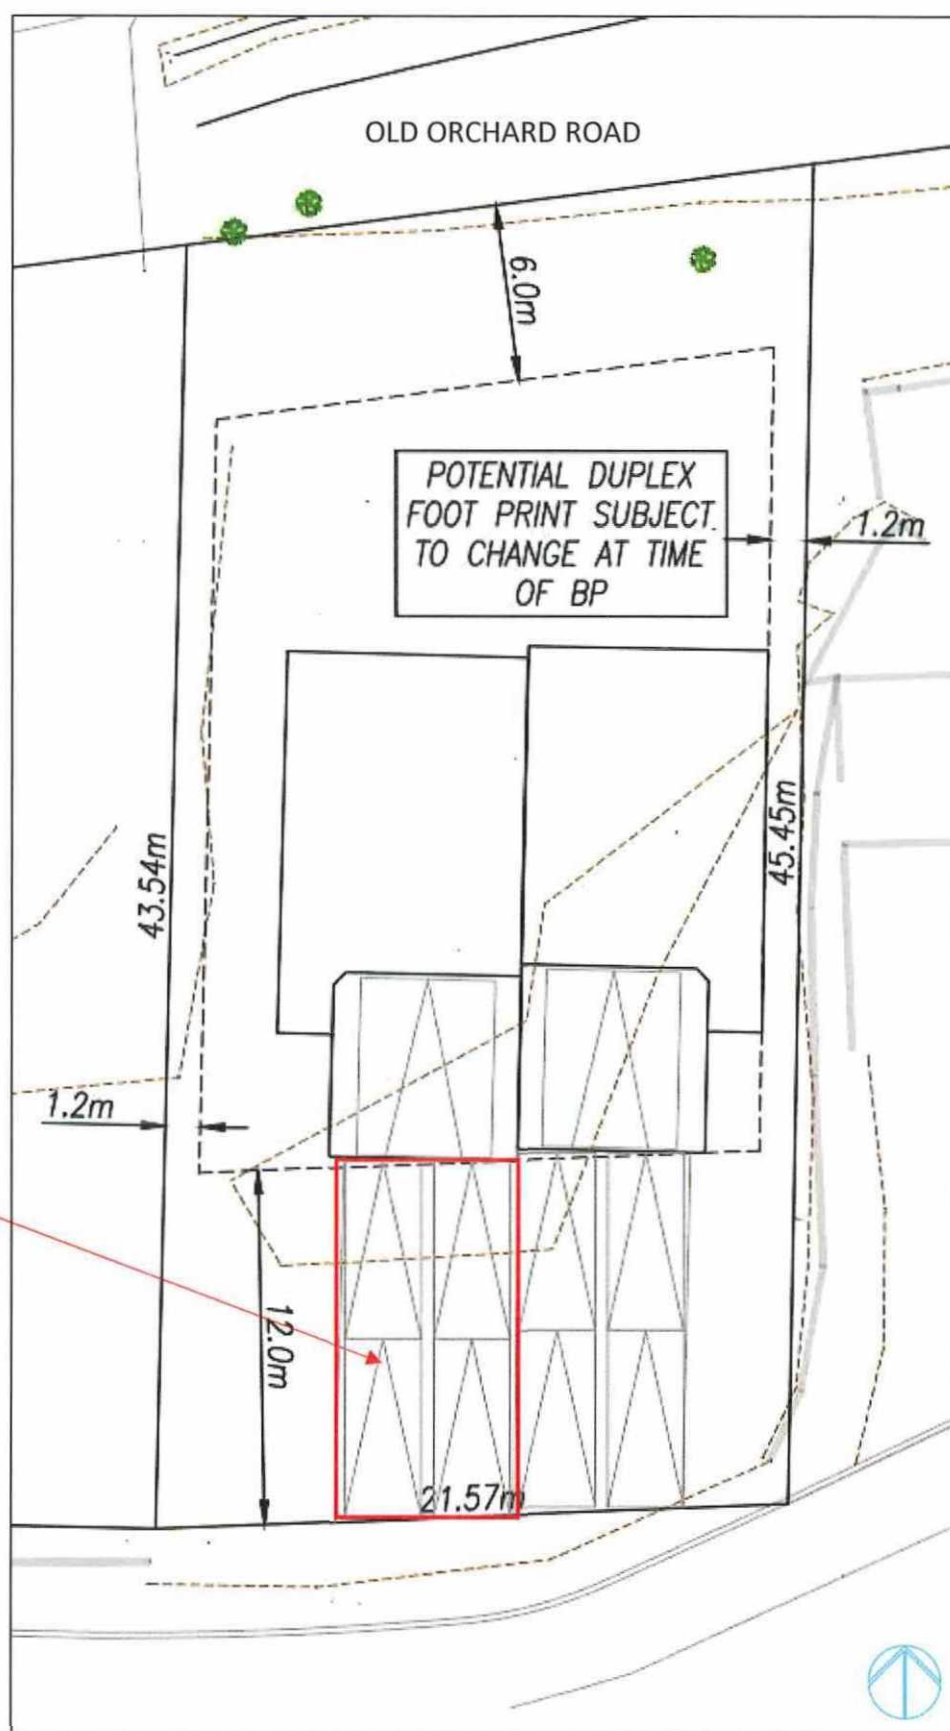 OLD ORCHARD ROAD
6.0m
POTENTIAL DUPLEX
FOOT PRINT SUBJECT
TO CHANGE AT TIME
OF BP
1.2m
43.54m
45.45m
1.2m
12.0m
21.57m